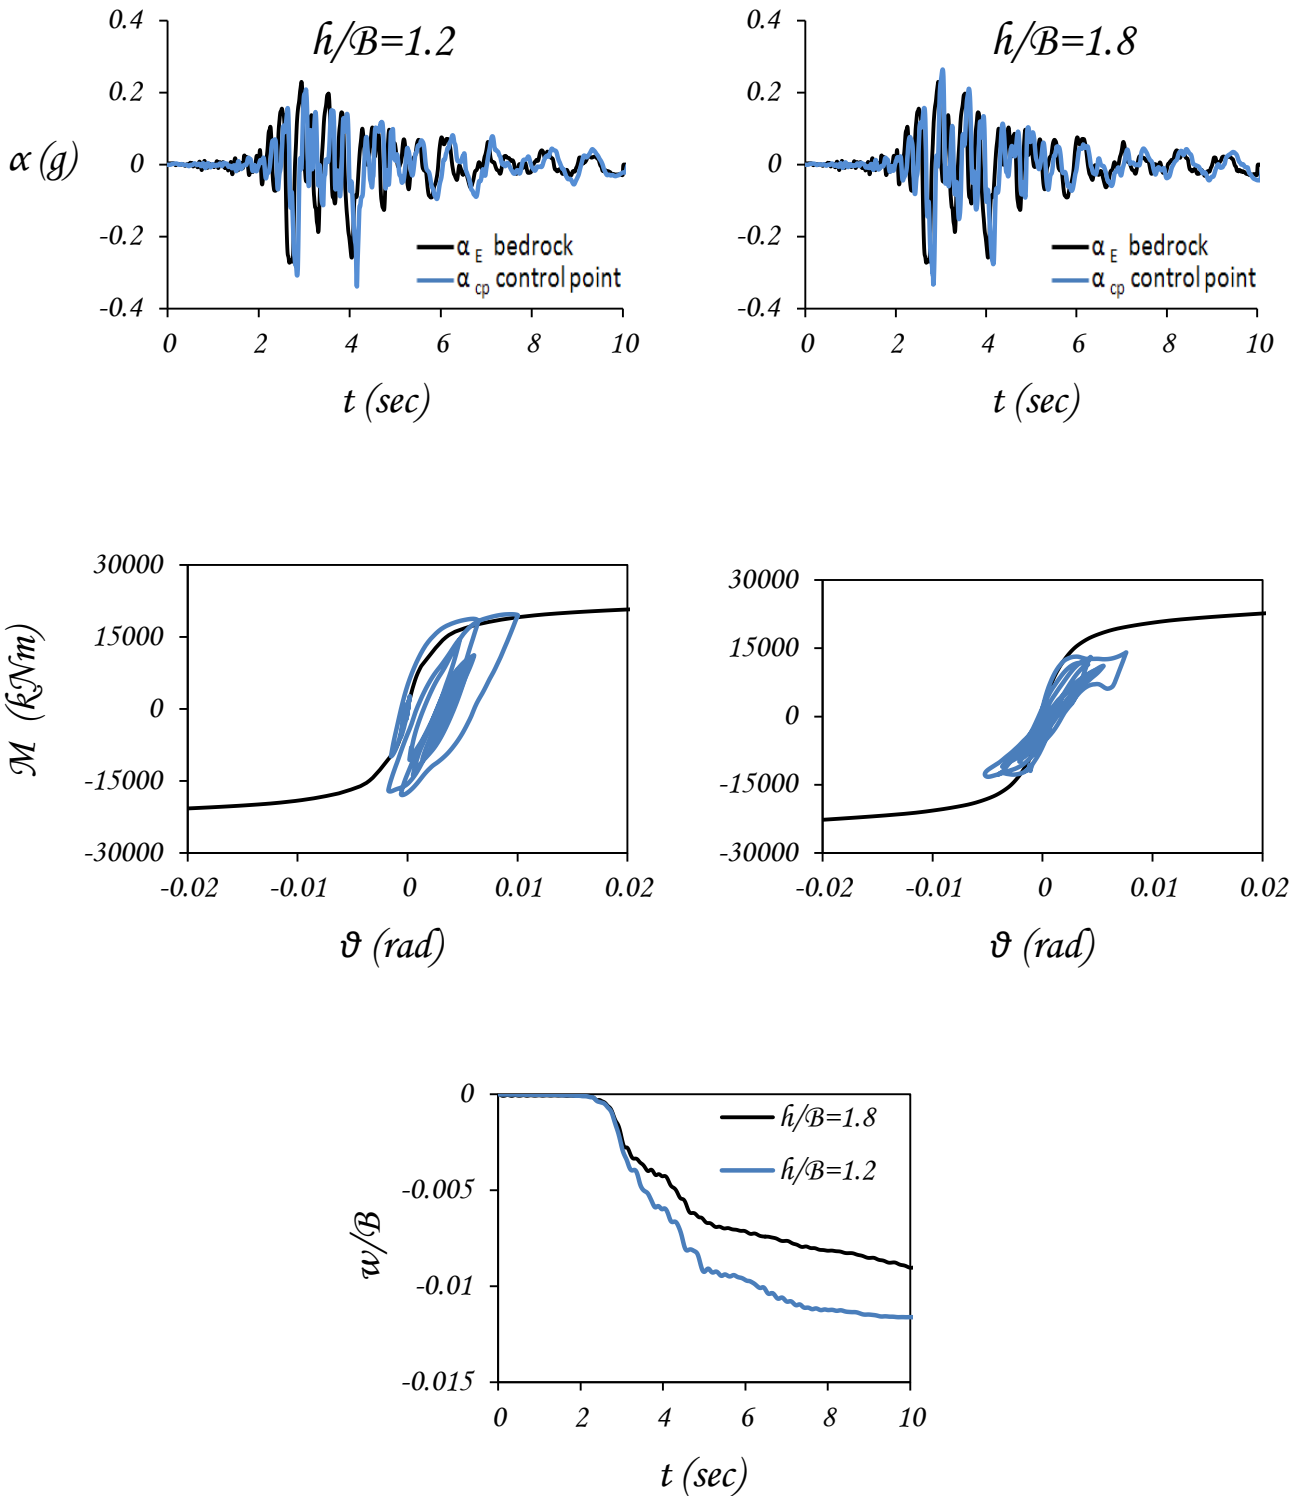 h/B=1.2
0.4
0.2
0
-0.2
-0.4
α (g)
α E bedrock
α cp control point
0 2 4 6 8 10
t (sec)
h/B=1.8
0.4
0.2
0
-0.2
-0.4
α E bedrock
α cp control point
0 2 4 6 8 10
t (sec)
30000
15000
0
-15000
-30000
M (kNm)
-0.02 -0.01 0 0.01 0.02
ϑ (rad)
30000
15000
0
-15000
-30000
-0.02 -0.01 0 0.01 0.02
ϑ (rad)
0
-0.005
-0.01
-0.015
w/B
h/B=1.8
h/B=1.2
0 2 4 6 8 10
t (sec)